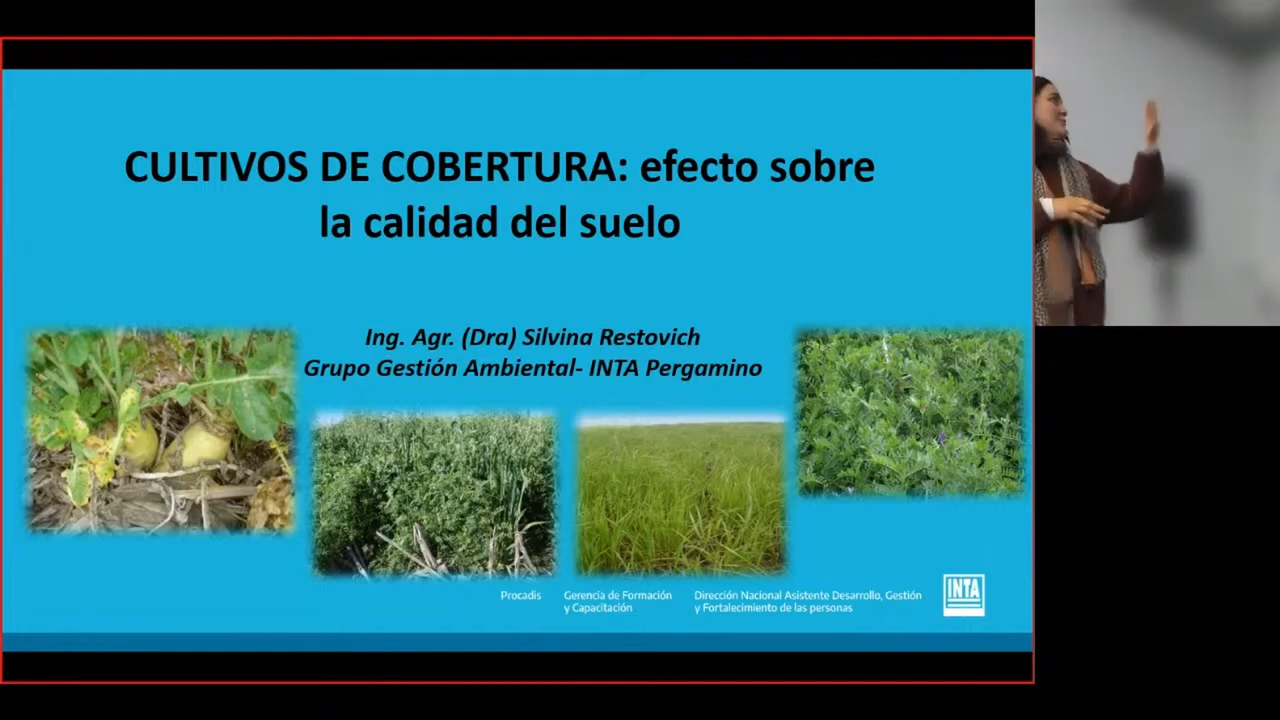 CULTIVOS DE COBERTURA: efecto sobre
la calidad del suelo
Ing. Agr. (Dra) Silvina Restovich
Grupo Gestión Ambiental- INTA Pergamino
Procadis
Gerencia de Formación
y Capacitación
Dirección Nacional Asistente Desarrollo, Gestión
y Fortalecimiento de las personas
INTA